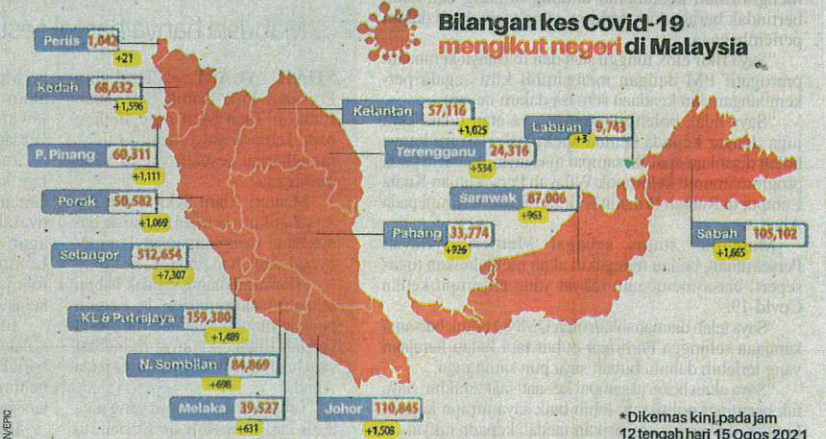 Bilangan kes Covid-19
mengikut negeri di Malaysia
Perlis 1,042
+21
Kedah 68,632
+1,596
P. Pinang 60,311
+1,111
Perak 50,582
+1,069
Selangor 512,654
+7,307
KL & Putrajaya 159,380
+1,489
N. Sembilan 84,869
+698
Melaka 39,527
+631
Johor 110,845
+1,508
Kelantan 57,116
+1,025
Terengganu 24,316
+534
Pahang 33,774
+926
Labuan 9,743
+3
Sarawak 87,006
+963
Sabah 105,102
+1,665
*Dikemas kini pada jam
12 tengah hari 15 Ogos 2021
N/EPIC